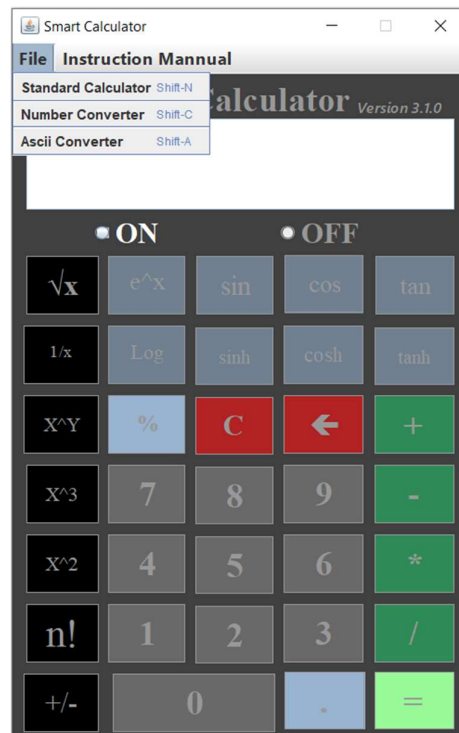 Smart Calculator
File Instruction Mannual
Standard Calculator Shift-N
Calculator Version 3.1.0
Number Converter Shift-C
Ascii Converter Shift-A
ON OFF
√x e^x sin cos tan
1/x Log sinh cosh tanh
X^Y % C ← +
X^3 7 8 9 -
X^2 4 5 6 *
n! 1 2 3 /
+/- 0 . =